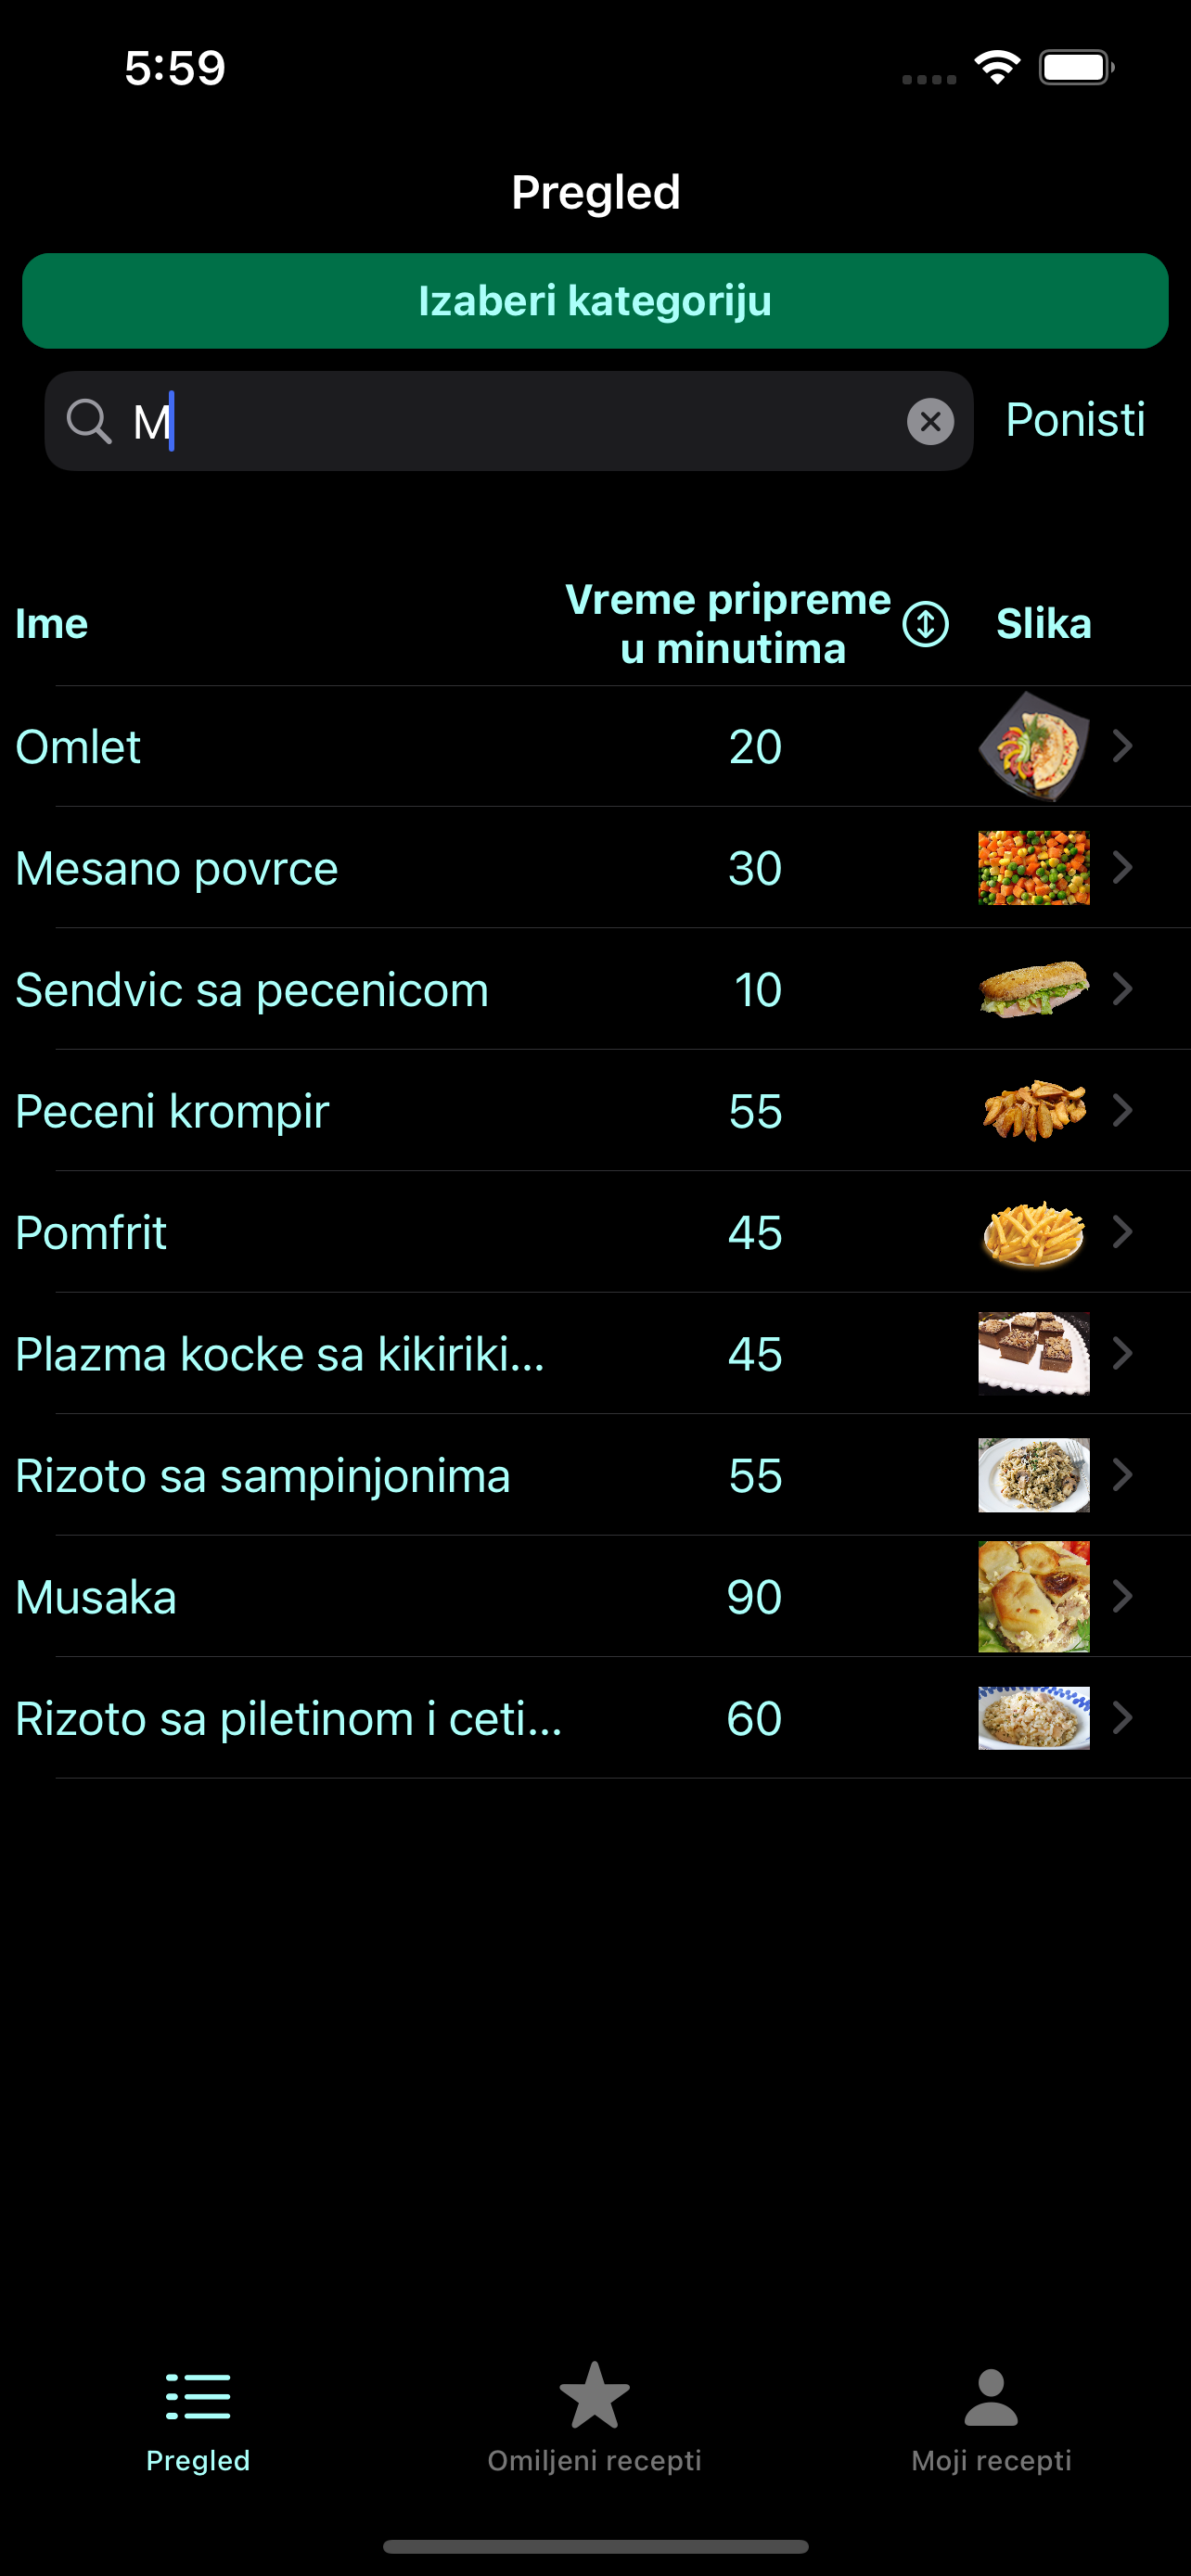 5:59
Pregled
Izaberi kategoriju
M
Ponisti
Ime
Vreme pripreme
u minutima
Slika
Omlet
20
Mesano povrce
30
Sendvic sa pecenicom
10
Peceni krompir
55
Pomfrit
45
Plazma kocke sa kikiriki...
45
Rizoto sa sampinjonima
55
Musaka
90
Rizoto sa piletinom i ceti...
60
Pregled
Omiljeni recepti
Moji recepti